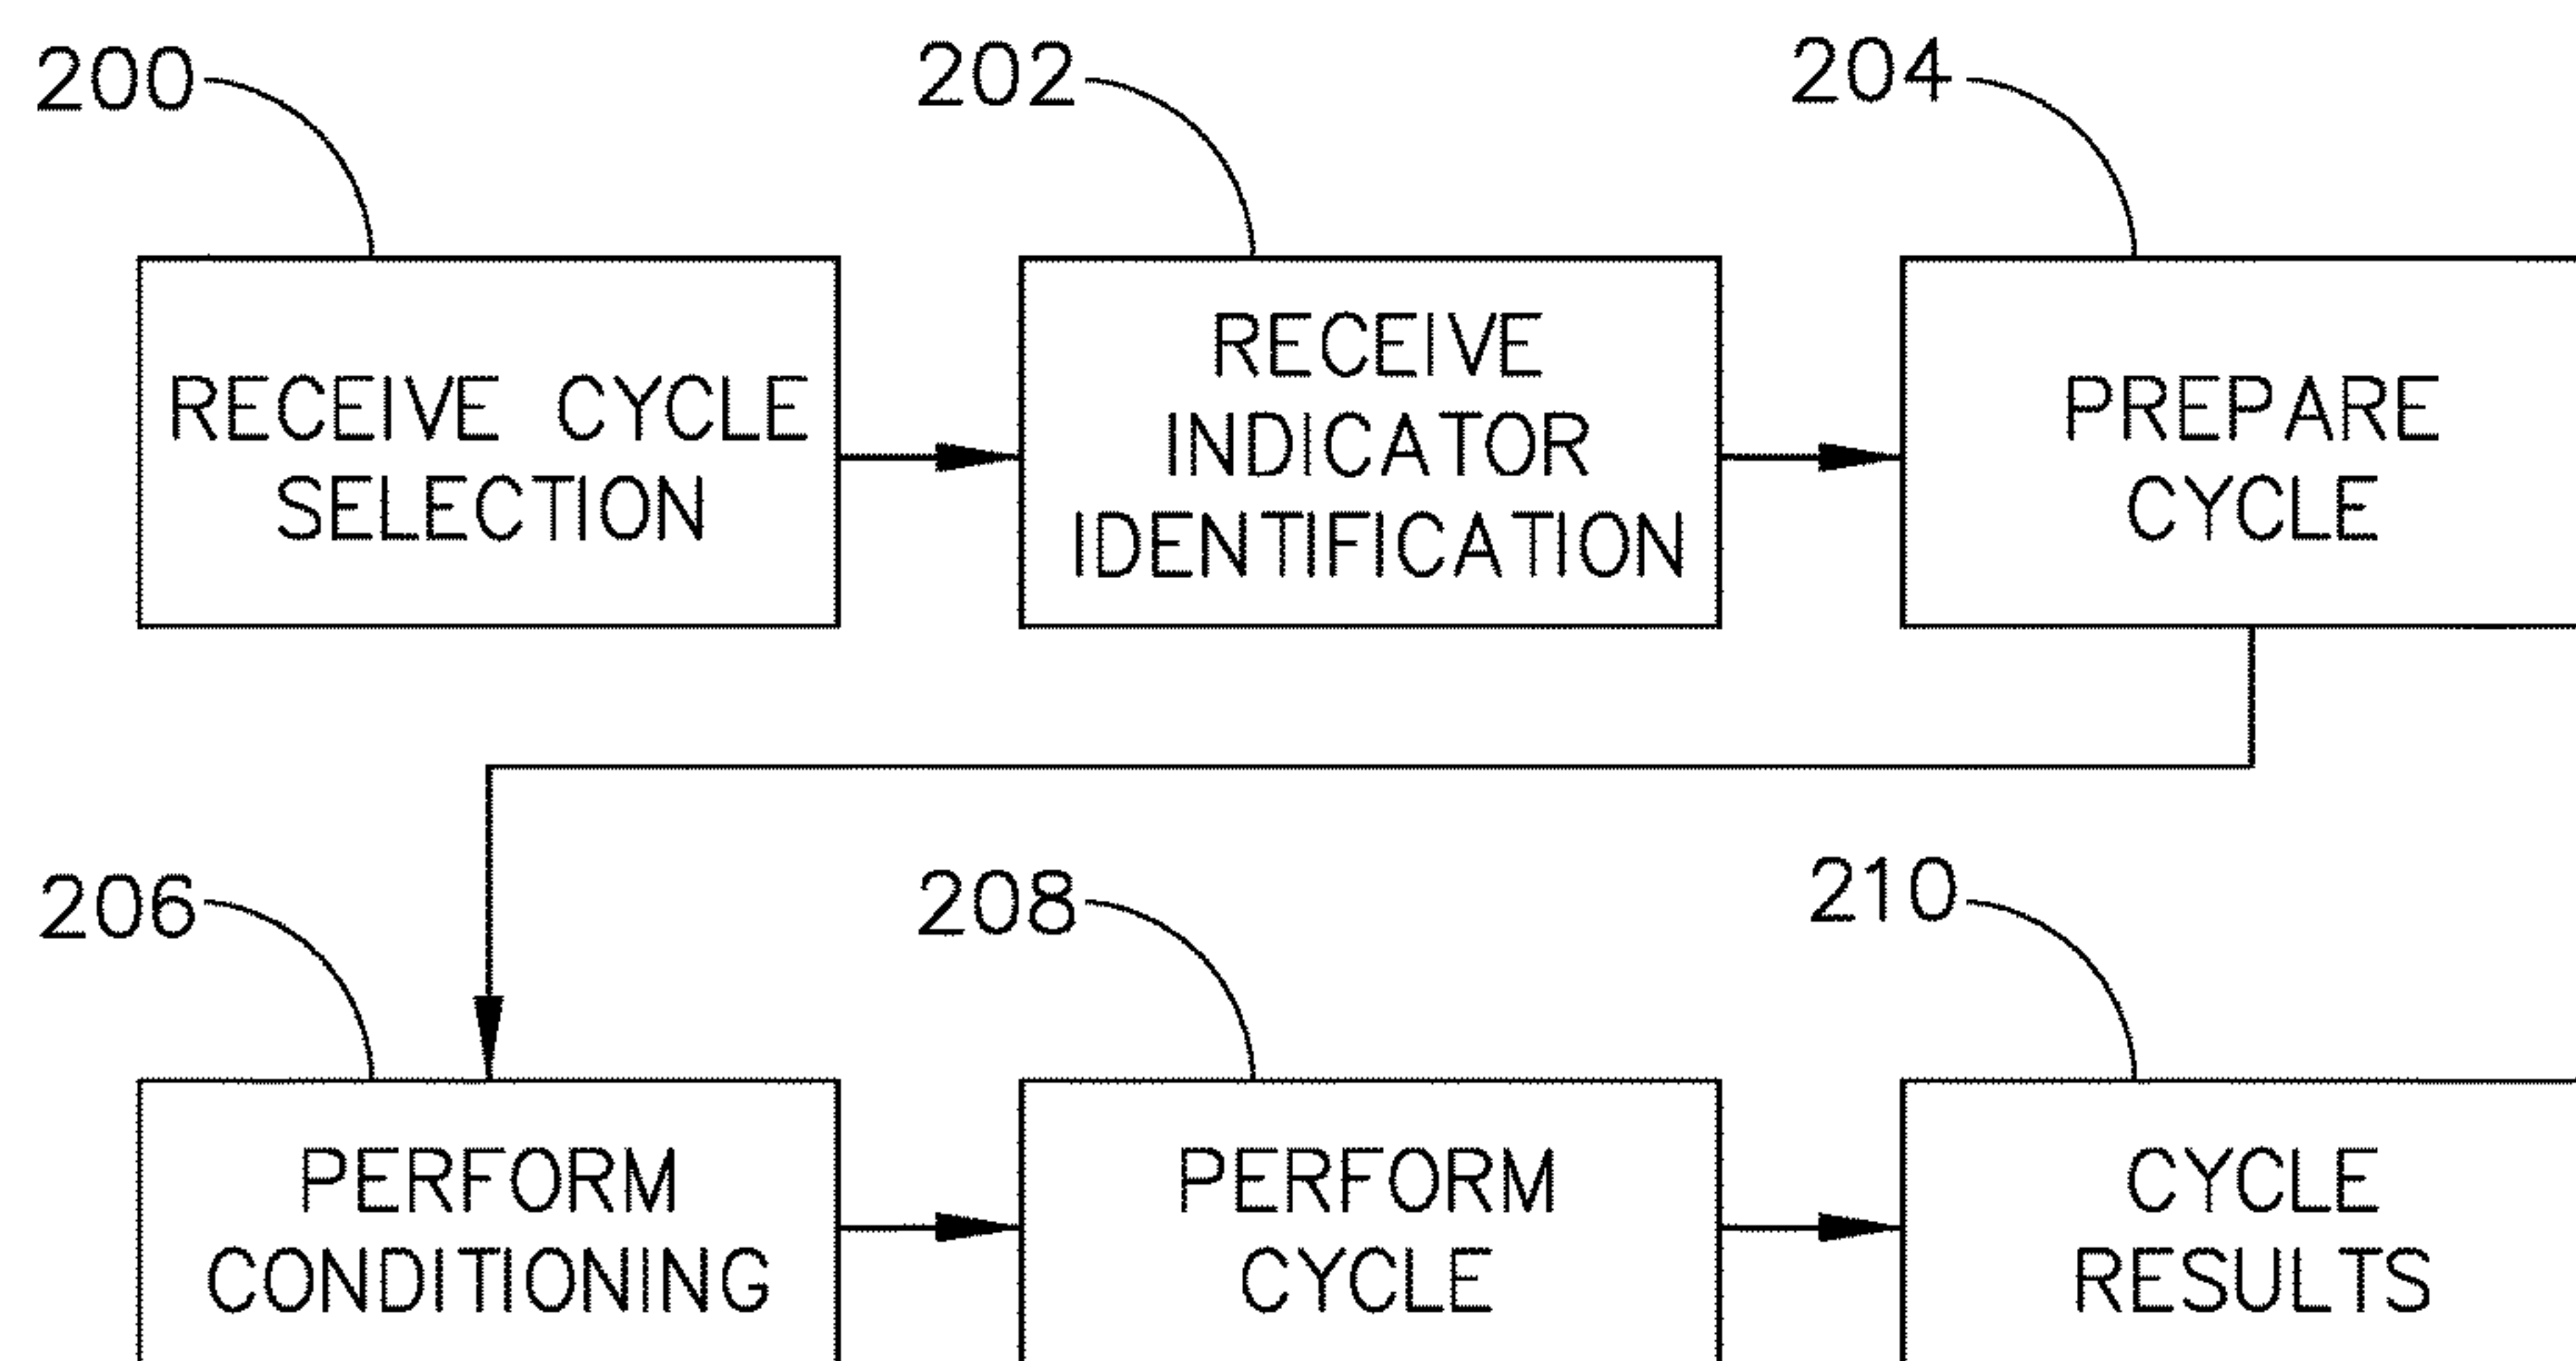 200
202
204
RECEIVE CYCLE
SELECTION
RECEIVE
INDICATOR
IDENTIFICATION
PREPARE
CYCLE
206
208
210
PERFORM
CONDITIONING
PERFORM
CYCLE
CYCLE
RESULTS